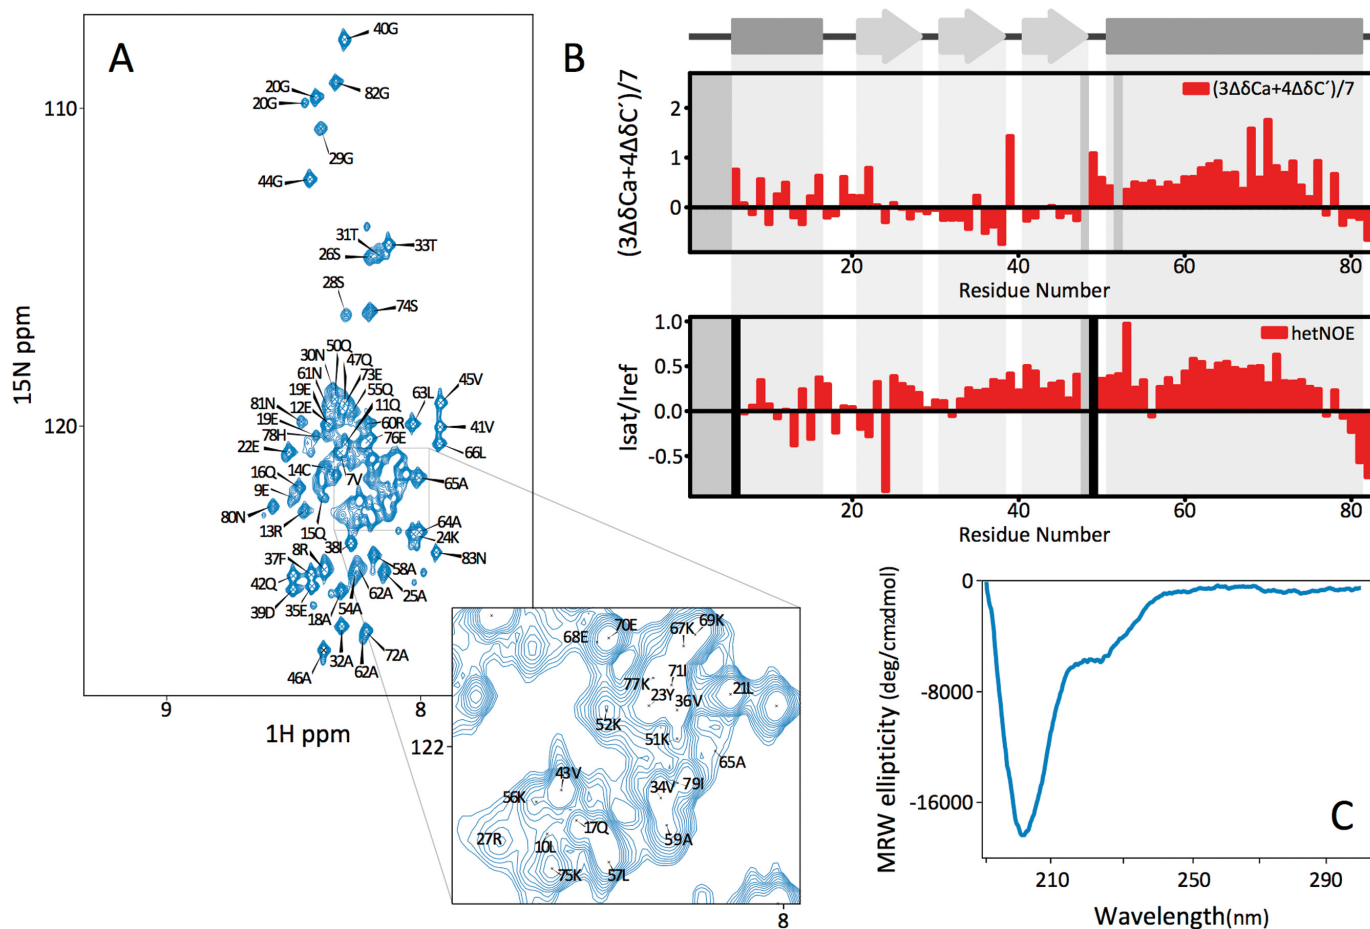 A
40G
20G
82G
20G
110
29G
44G
31T
33T
26S
28S
74S
15N ppm
50Q
30N
47Q
61N
73E
19E
55Q
63L
45V
12E
11Q
81N
120
19E
60R
41V
78H
76E
22E
66L
14C
7V
16Q
65A
9E
80N
64A
13R
15Q
24K
38I
8R
83N
37F
58A
42Q
62A
25A
35E
54A
39D
18A
32A
72A
46A
62A
9
8
1H ppm
70E
69K
67K
68E
71I
77K
21L
23Y
36V
52K
51K
122
65A
43V
79I
34V
56K
17Q
27R
59A
10L
75K
57L
8
B
(3ΔδCa+4ΔδC´)/7
(3ΔδCa+4ΔδC´)/7
2
1
0
20
40
60
80
Residue Number
Isat/Iref
hetNOE
1.0
0.5
0.0
-0.5
20
40
60
80
Residue Number
MRW ellipticity (deg/cm2dmol)
0
-8000
-16000
C
210
250
290
Wavelength(nm)